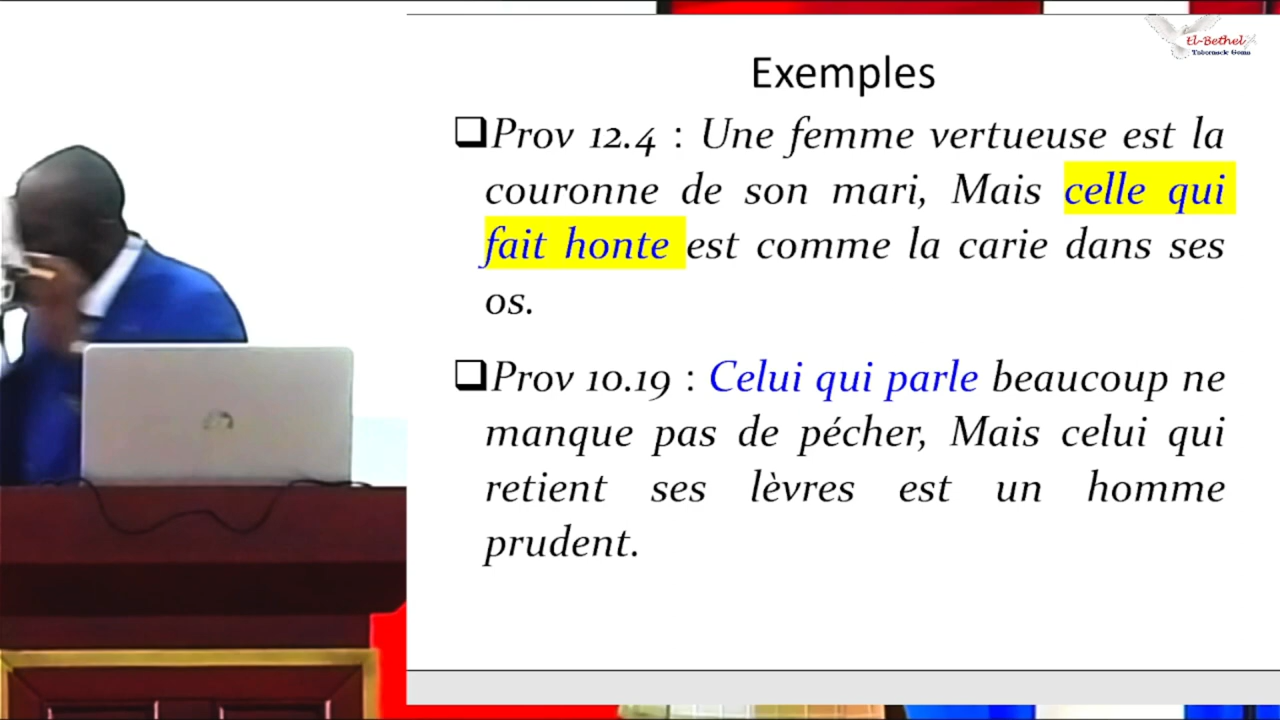 El-Bethel
Tabernacle Goma
Exemples
❑Prov 12.4 : Une femme vertueuse est la
couronne de son mari, Mais celle qui
fait honte est comme la carie dans ses
os.
❑Prov 10.19 : Celui qui parle beaucoup ne
manque pas de pécher, Mais celui qui
retient ses lèvres est un homme
prudent.